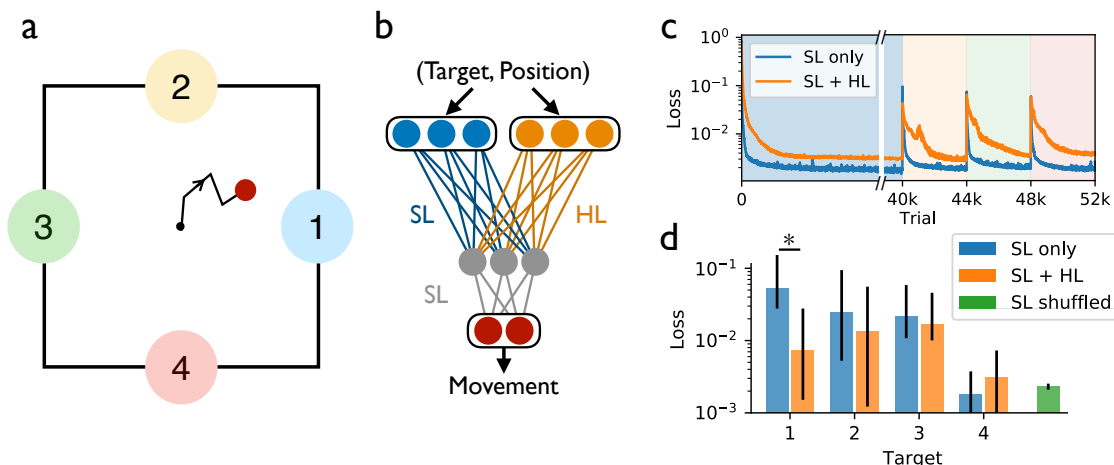 a
2
3
1
4
b
(Target, Position)
SL
HL
SL
Movement
c
SL only
SL + HL
Loss
10⁰
10⁻¹
10⁻²
0
40k
44k
48k
52k
Trial
d
*
SL only
SL + HL
SL shuffled
Loss
10⁻¹
10⁻²
10⁻³
1
2
3
4
Target